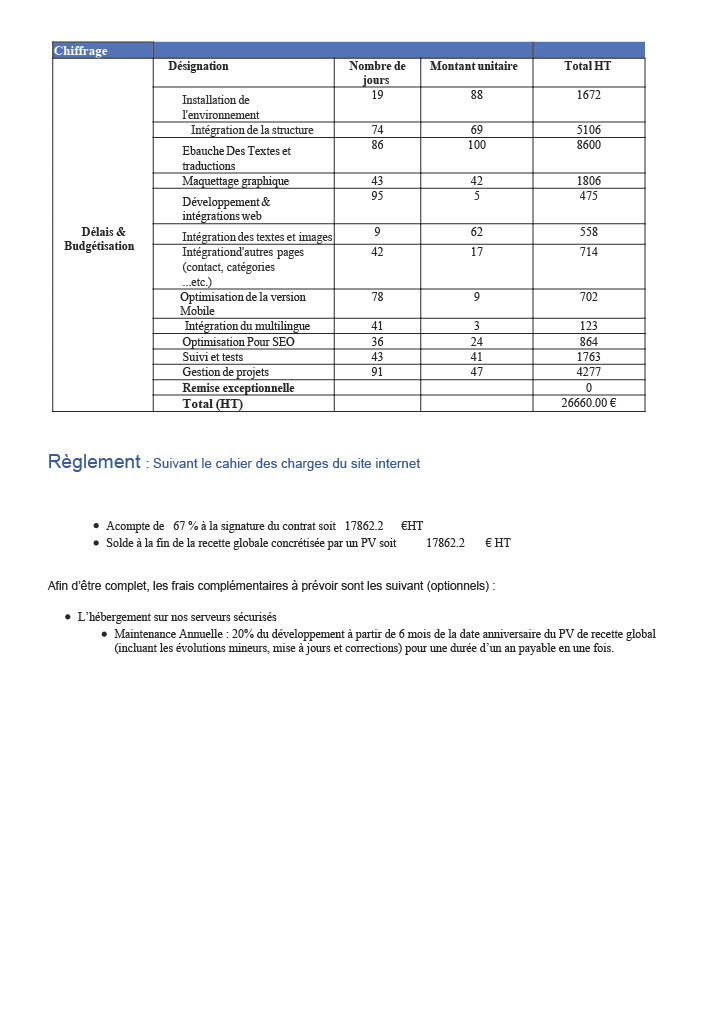 Chiffrage
Désignation Nombre de jours Montant unitaire Total HT
Délais & Budgétisation
Installation de l'environnement 19 88 1672
Intégration de la structure 74 69 5106
Ebauche Des Textes et traductions 86 100 8600
Maquettage graphique 43 42 1806
Développement & intégrations web 95 5 475
Intégration des textes et images 9 62 558
Intégrationd'autres pages (contact, catégories ...etc.) 42 17 714
Optimisation de la version Mobile 78 9 702
Intégration du multilingue 41 3 123
Optimisation Pour SEO 36 24 864
Suivi et tests 43 41 1763
Gestion de projets 91 47 4277
Remise exceptionnelle 0
Total (HT) 26660.00 €
Règlement : Suivant le cahier des charges du site internet
● Acompte de 67 % à la signature du contrat soit 17862.2 €HT
● Solde à la fin de la recette globale concrétisée par un PV soit 17862.2 € HT
Afin d'être complet, les frais complémentaires à prévoir sont les suivant (optionnels) :
● L'hébergement sur nos serveurs sécurisés
● Maintenance Annuelle : 20% du développement à partir de 6 mois de la date anniversaire du PV de recette global
(incluant les évolutions mineurs, mise à jours et corrections) pour une durée d'un an payable en une fois.